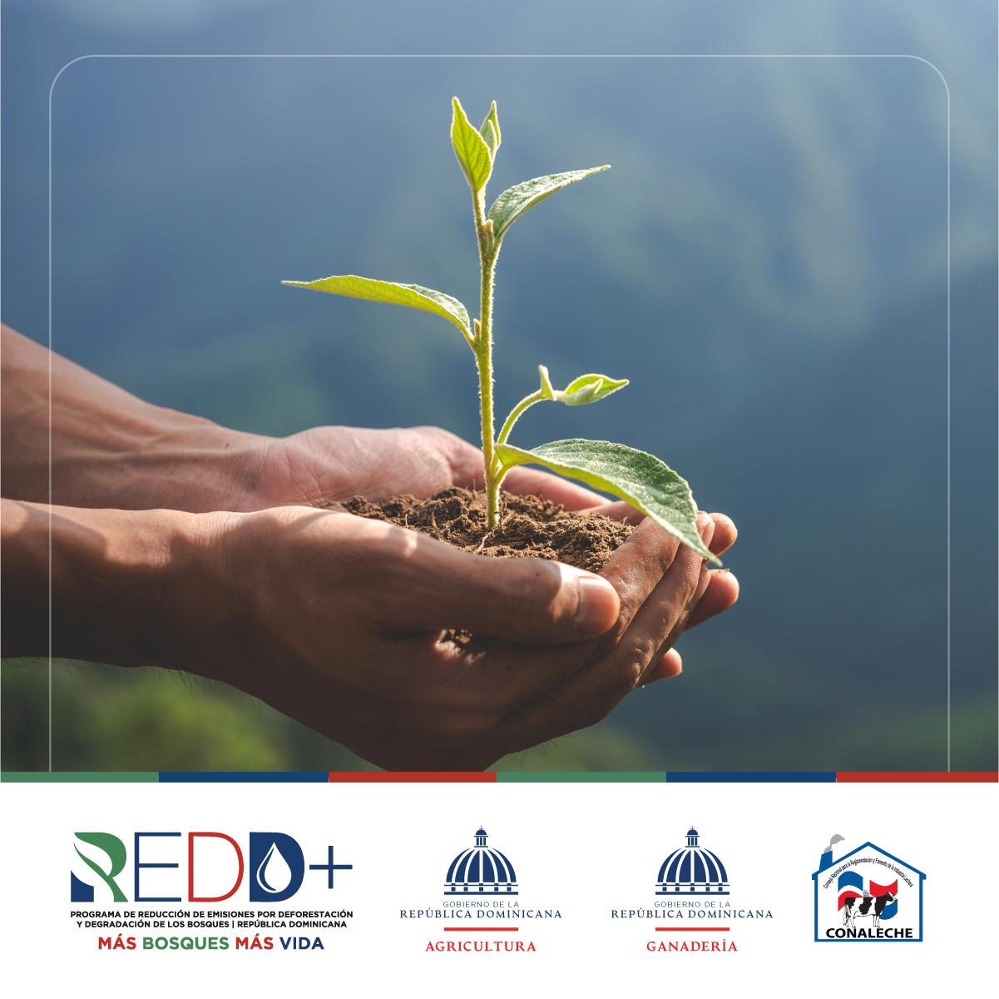 REDD+
PROGRAMA DE REDUCCIÓN DE EMISIONES POR DEFORESTACIÓN
Y DEGRADACIÓN DE LOS BOSQUES | REPÚBLICA DOMINICANA
MÁS BOSQUES MÁS VIDA
GOBIERNO DE LA
REPÚBLICA DOMINICANA
AGRICULTURA
GOBIERNO DE LA
REPÚBLICA DOMINICANA
GANADERÍA
Consejo Nacional para la Reglamentación y Fomento de la Industria Lechera
CONALECHE